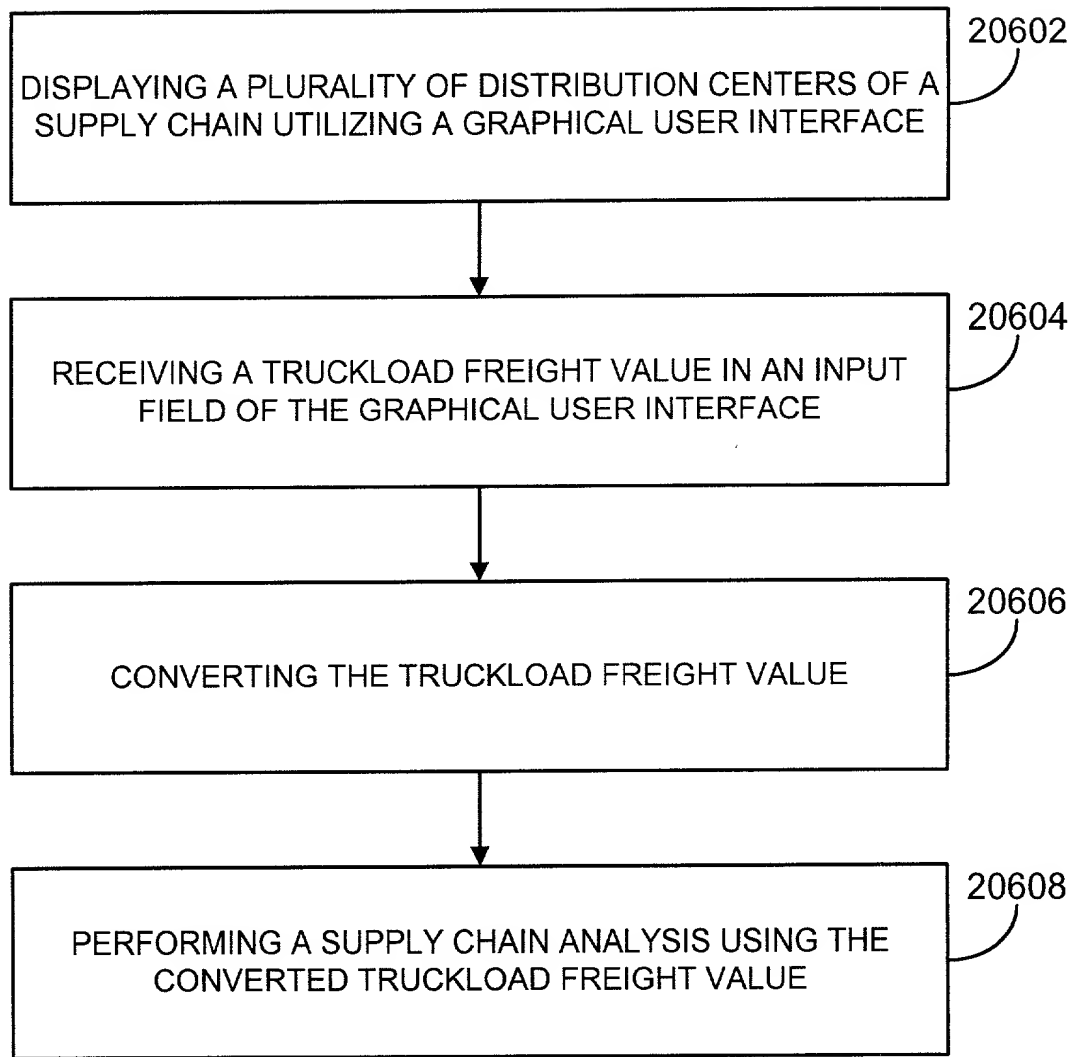 20602
DISPLAYING A PLURALITY OF DISTRIBUTION CENTERS OF A
SUPPLY CHAIN UTILIZING A GRAPHICAL USER INTERFACE
20604
RECEIVING A TRUCKLOAD FREIGHT VALUE IN AN INPUT
FIELD OF THE GRAPHICAL USER INTERFACE
20606
CONVERTING THE TRUCKLOAD FREIGHT VALUE
20608
PERFORMING A SUPPLY CHAIN ANALYSIS USING THE
CONVERTED TRUCKLOAD FREIGHT VALUE